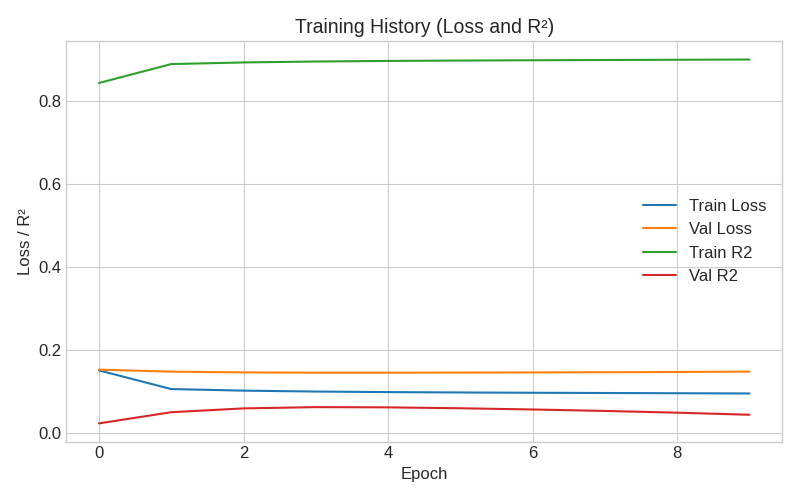 Training History (Loss and R²)
Loss / R²
0.8
0.6
0.4
0.2
0.0
Train Loss
Val Loss
Train R2
Val R2
0 2 4 6 8
Epoch